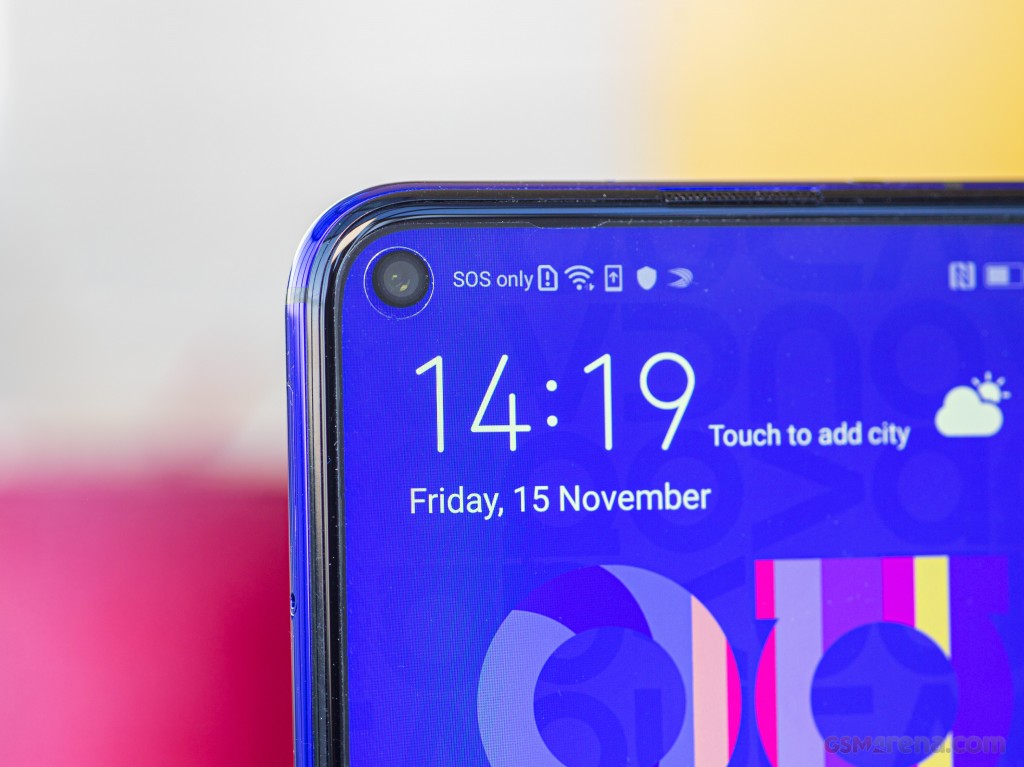 SOS only
14:19
Touch to add city
Friday, 15 November
GSMarena.com